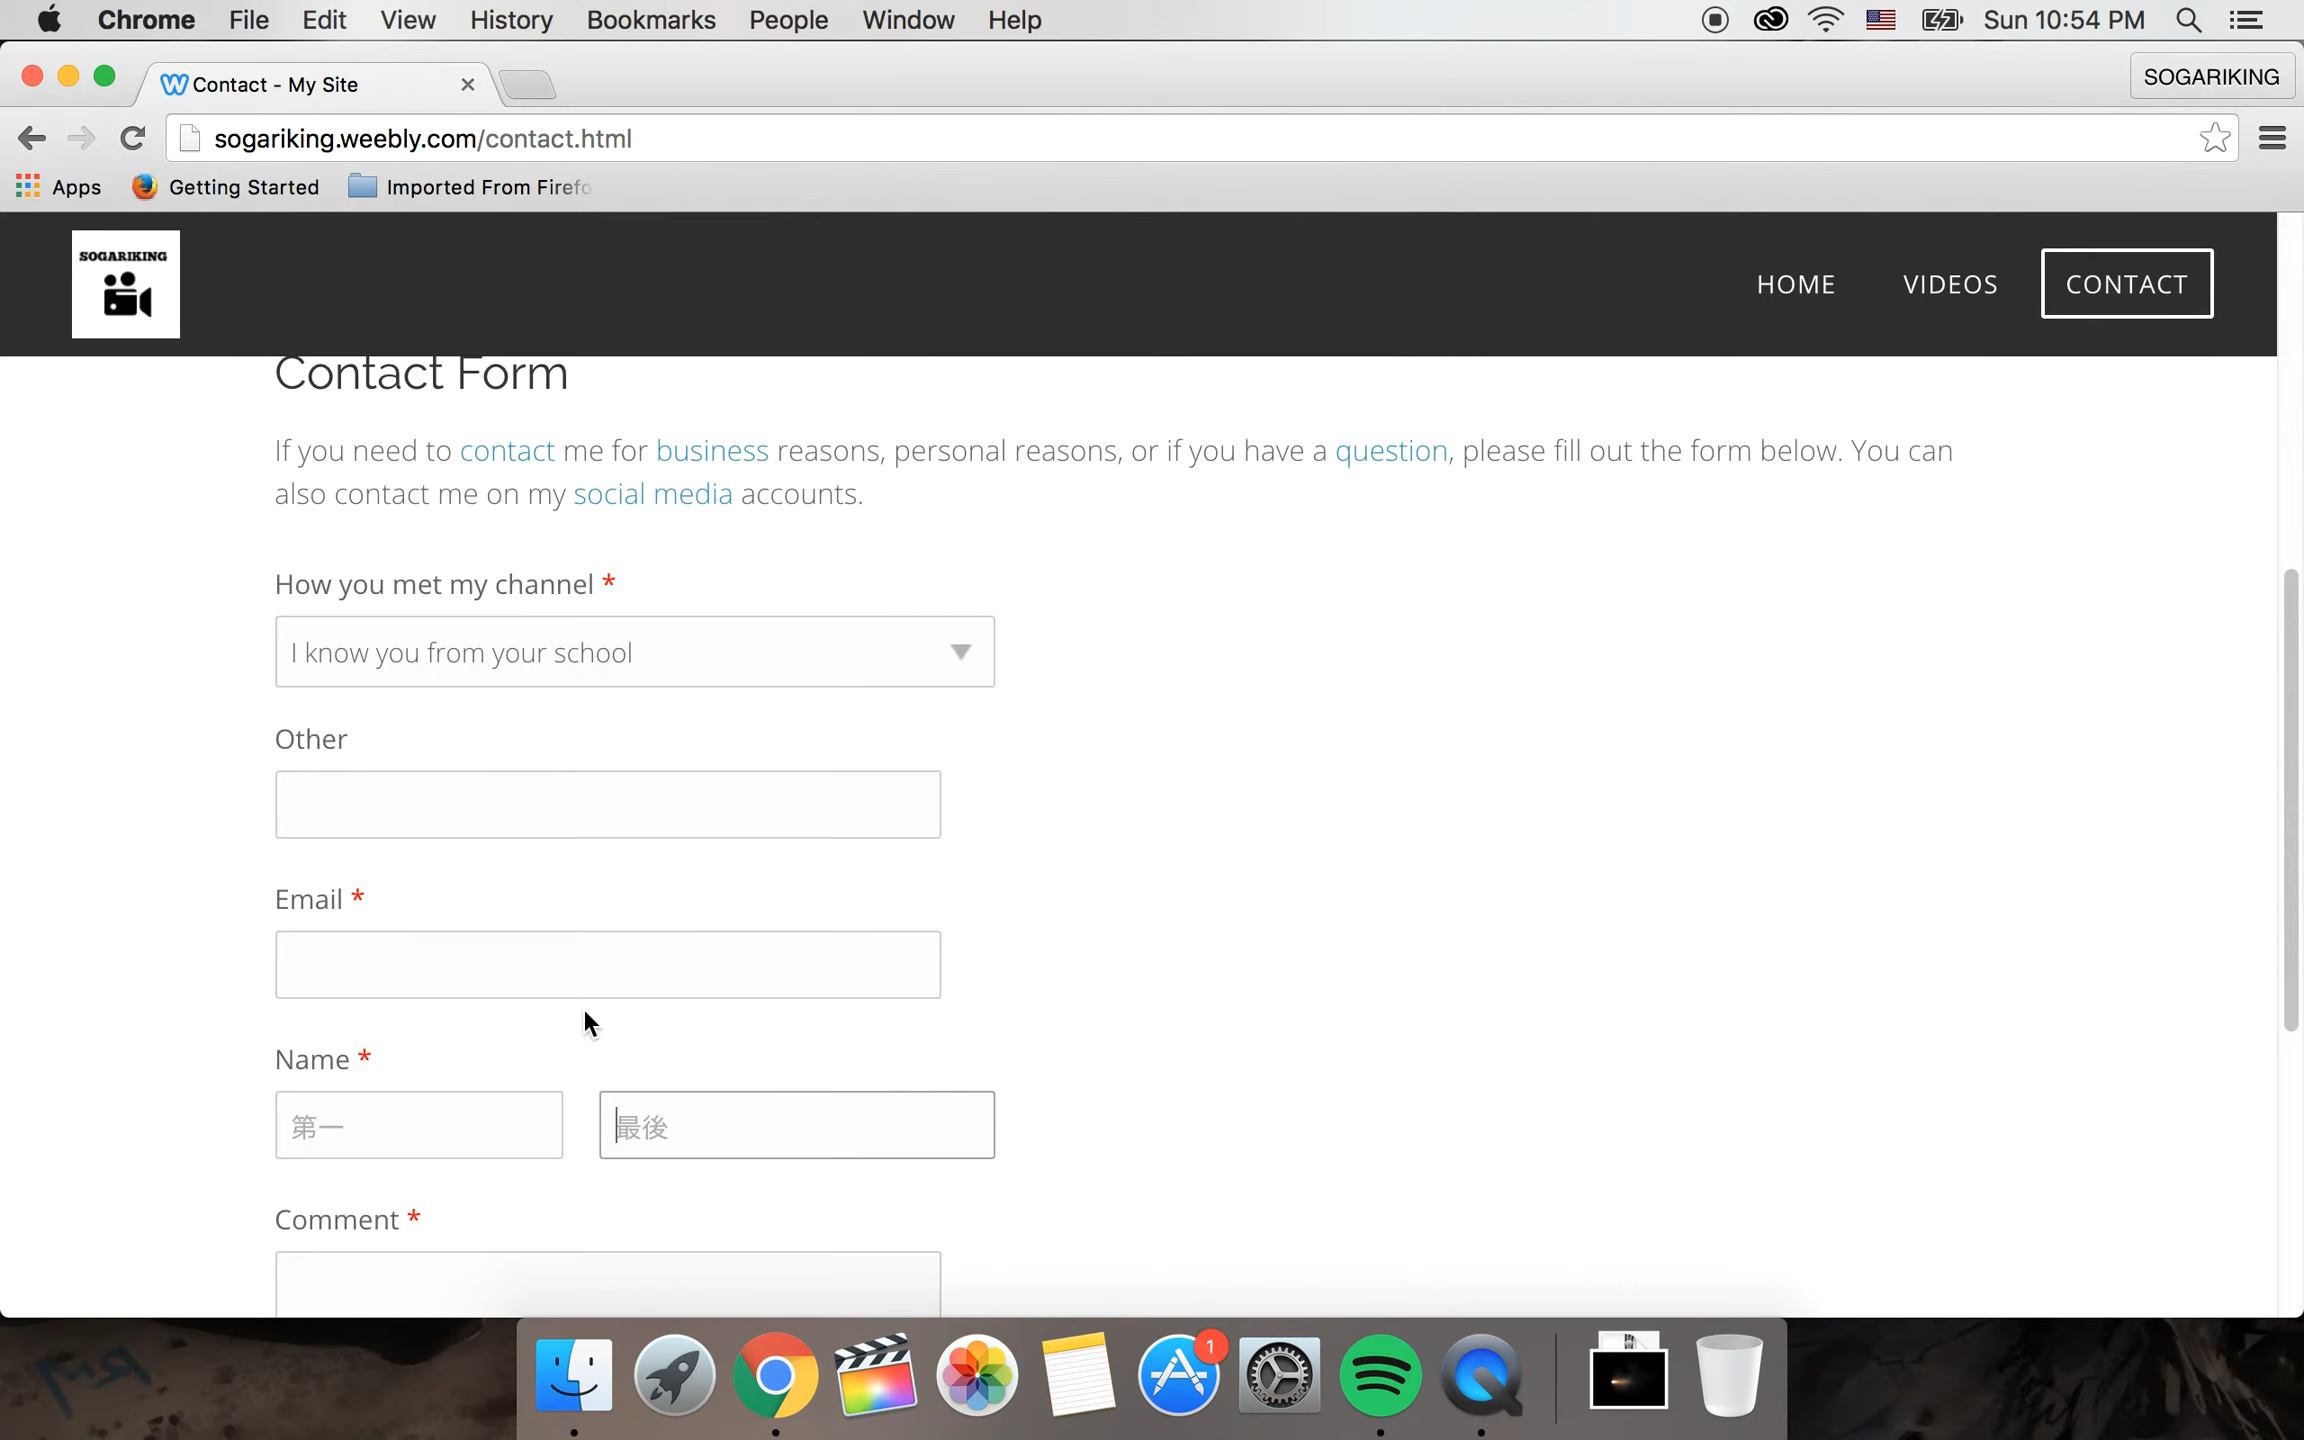 Chrome File Edit View History Bookmarks People Window Help Sun 10:54 PM
Contact - My Site SOGARIKING
sogariking.weebly.com/contact.html
Apps Getting Started Imported From Firefo
SOGARIKING HOME VIDEOS CONTACT
Contact Form
If you need to contact me for business reasons, personal reasons, or if you have a question, please fill out the form below. You can
also contact me on my social media accounts.
How you met my channel *
I know you from your school
Other
Email *
Name *
第一 最後
Comment *
1